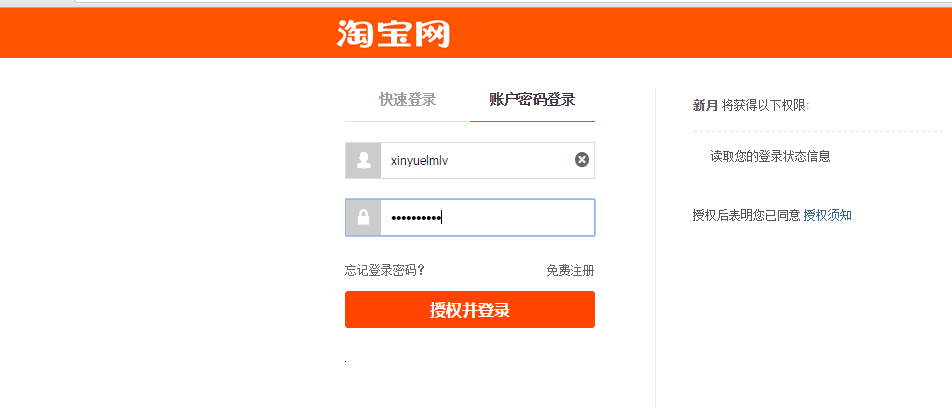 淘宝网
快速登录 账户密码登录
xinyuelmlv
••••••••••
忘记登录密码? 免费注册
授权并登录
.
新月 将获得以下权限:
读取您的登录状态信息
授权后表明您已同意 授权须知